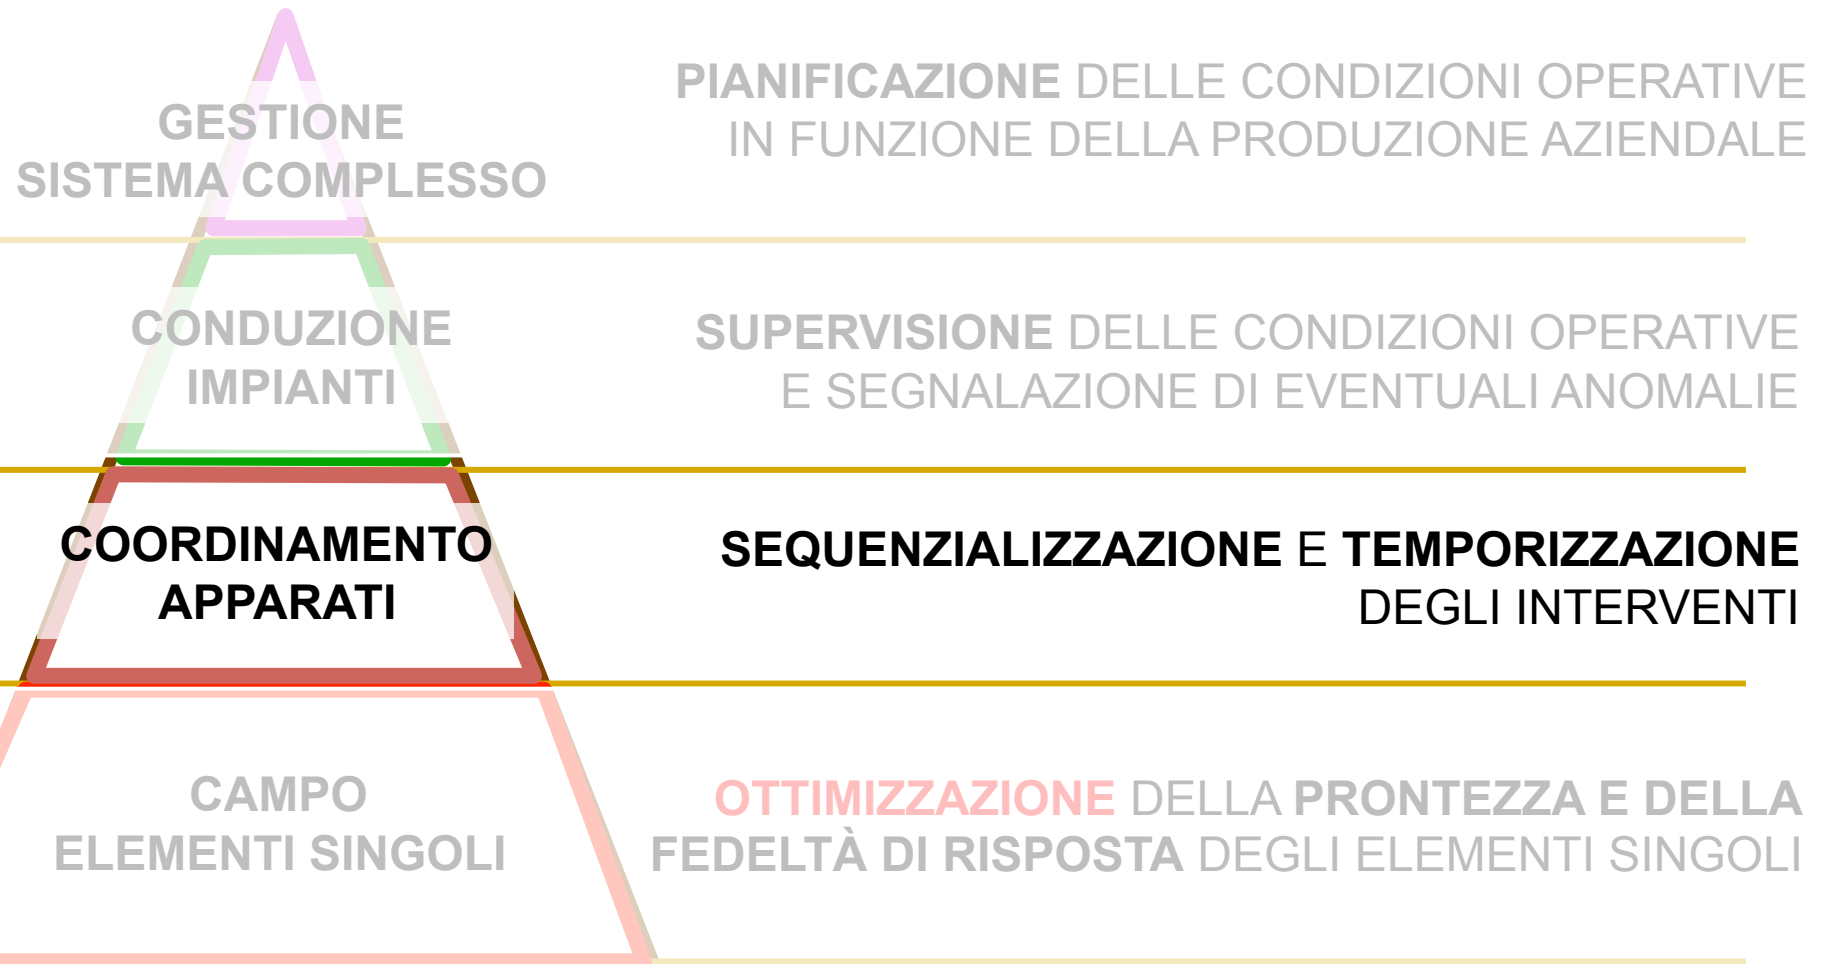 GESTIONE
SISTEMA COMPLESSO
PIANIFICAZIONE DELLE CONDIZIONI OPERATIVE
IN FUNZIONE DELLA PRODUZIONE AZIENDALE
CONDUZIONE
IMPIANTI
SUPERVISIONE DELLE CONDIZIONI OPERATIVE
E SEGNALAZIONE DI EVENTUALI ANOMALIE
COORDINAMENTO
APPARATI
SEQUENZIALIZZAZIONE E TEMPORIZZAZIONE
DEGLI INTERVENTI
CAMPO
ELEMENTI SINGOLI
OTTIMIZZAZIONE DELLA PRONTEZZA E DELLA
FEDELTÀ DI RISPOSTA DEGLI ELEMENTI SINGOLI